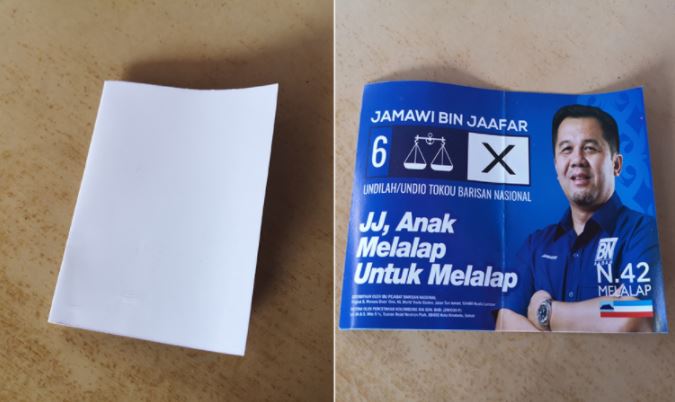 JAMAWI BIN JAAFAR
6 X
UNDILAH/UNDIO TOKOU BARISAN NASIONAL
JJ, Anak
Melalap
Untuk Melalap
BN
N.42
MELALAP